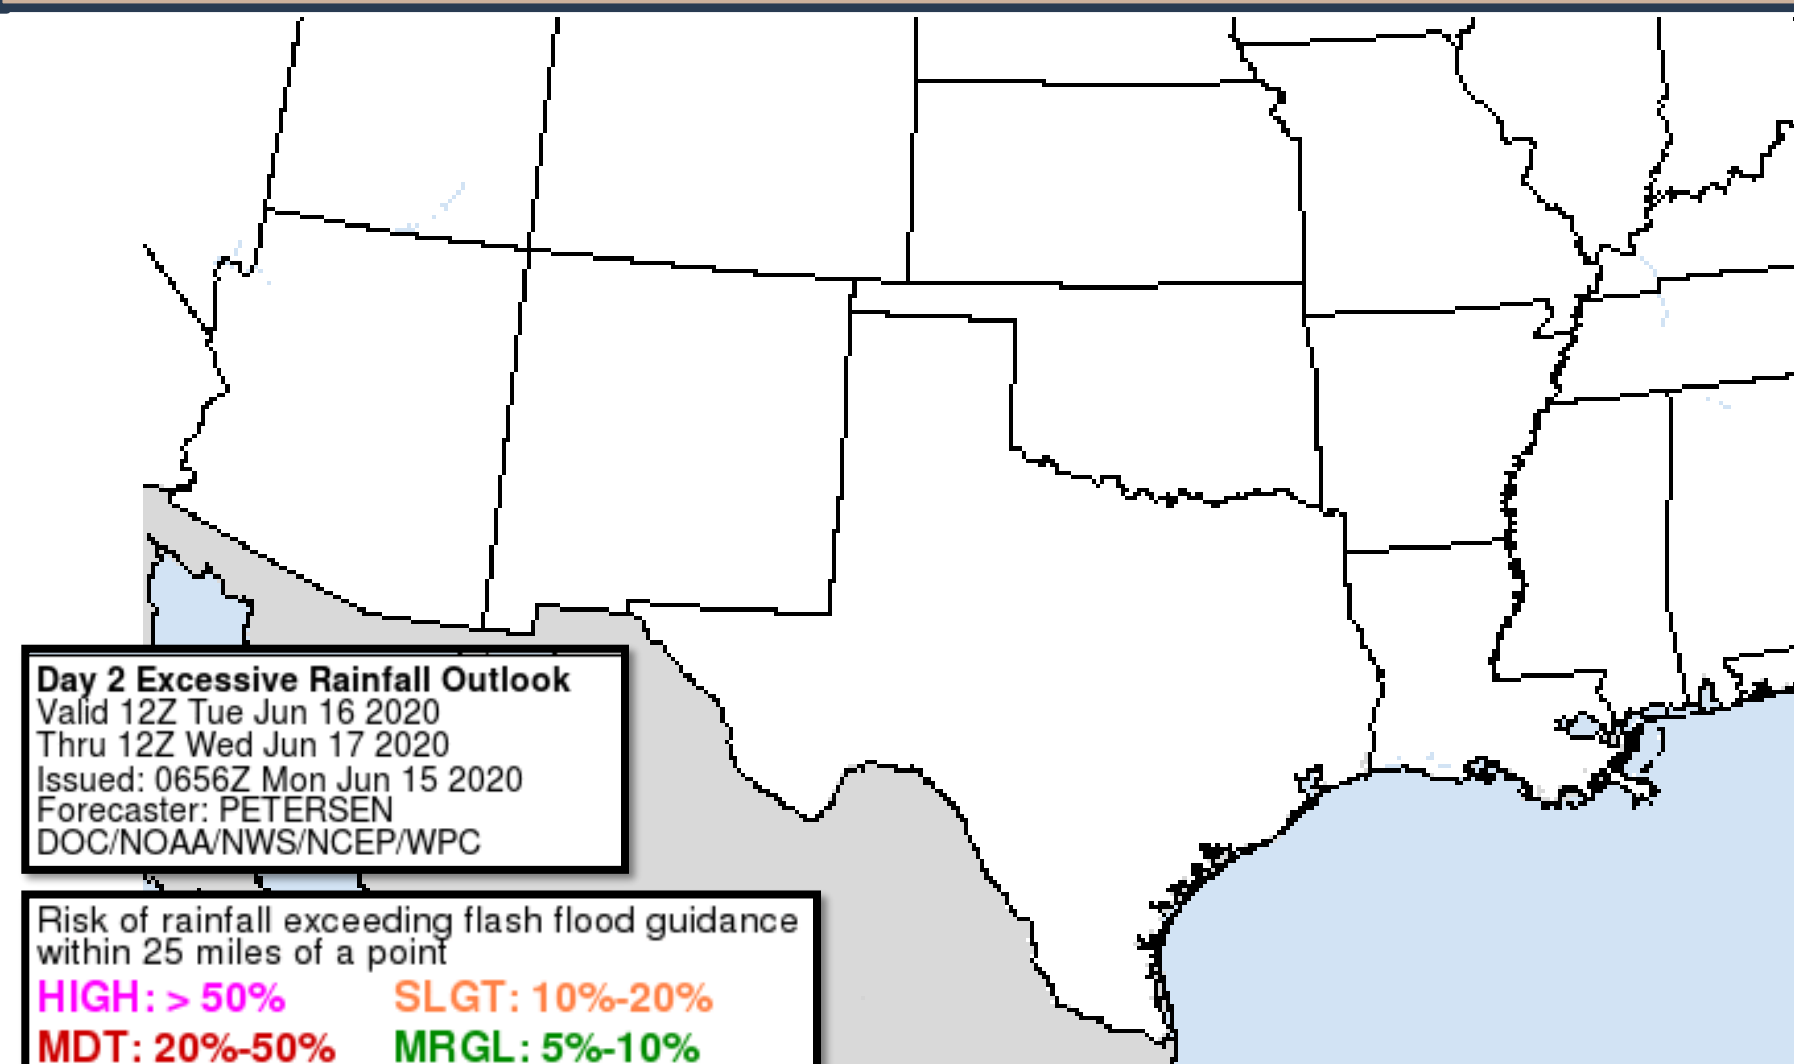 Day 2 Excessive Rainfall Outlook
Valid 12Z Tue Jun 16 2020
Thru 12Z Wed Jun 17 2020
Issued: 0656Z Mon Jun 15 2020
Forecaster: PETERSEN
DOC/NOAA/NWS/NCEP/WPC
Risk of rainfall exceeding flash flood guidance
within 25 miles of a point
HIGH: > 50% SLGT: 10%-20%
MDT: 20%-50% MRGL: 5%-10%